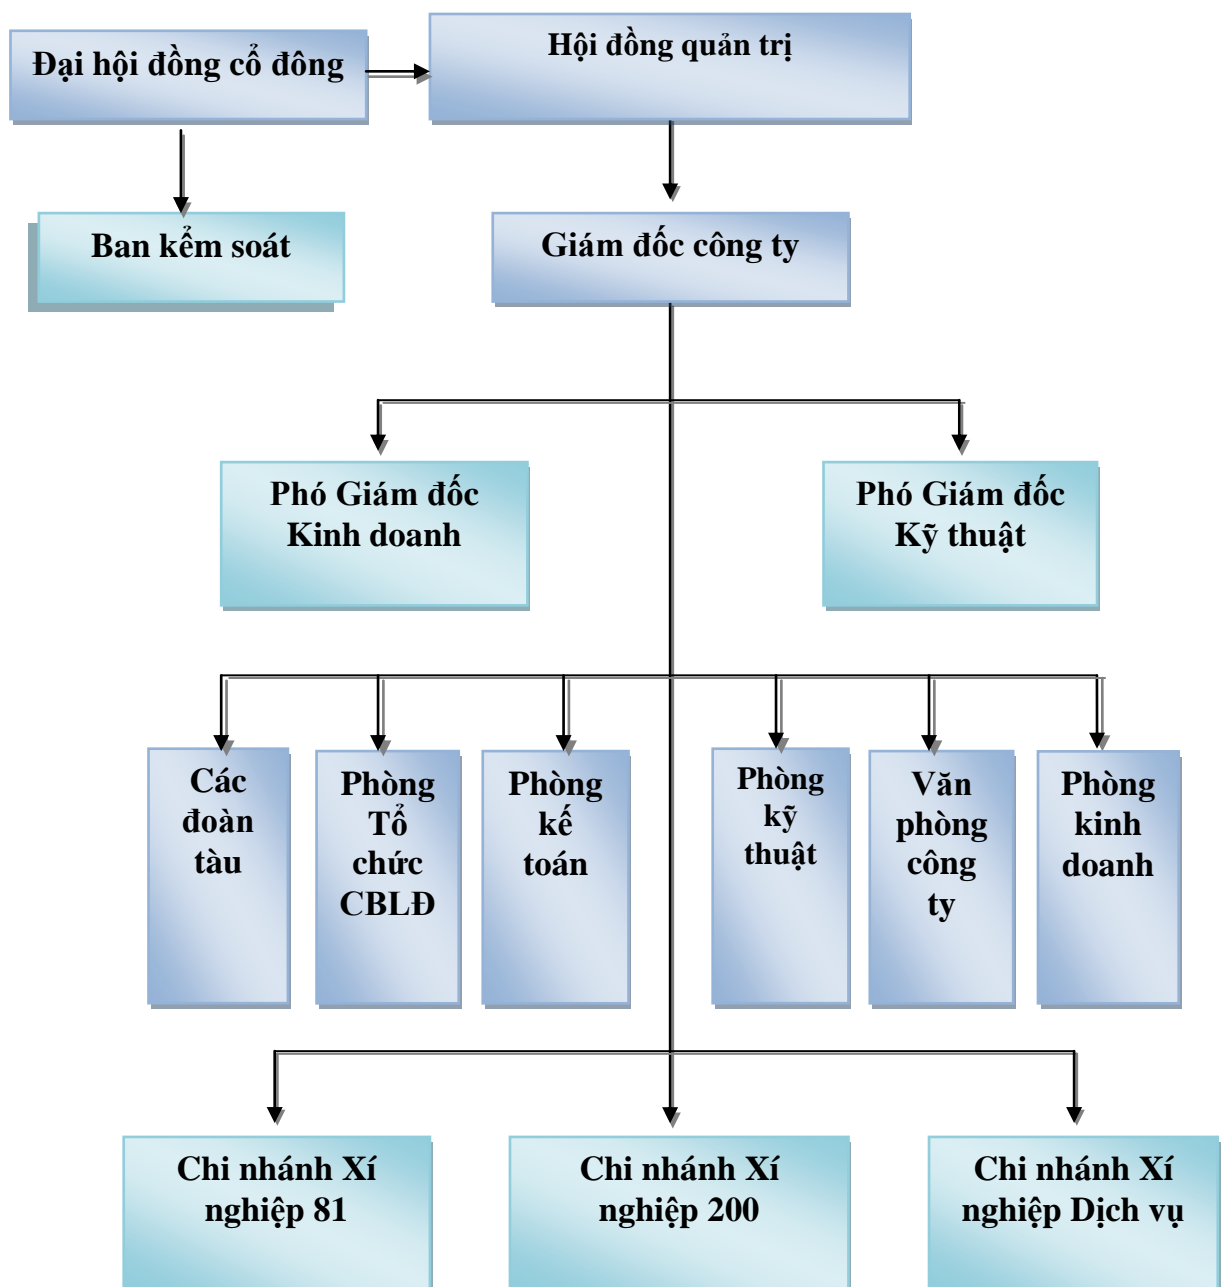 Đại hội đồng cổ đông
Hội đồng quản trị
Ban kểm soát
Giám đốc công ty
Phó Giám đốc
Kinh doanh
Phó Giám đốc
Kỹ thuật
Các
đoàn
tàu
Phòng
Tổ
chức
CBLĐ
Phòng
kế
toán
Phòng
kỹ
thuật
Văn
phòng
công
ty
Phòng
kinh
doanh
Chi nhánh Xí
nghiệp 81
Chi nhánh Xí
nghiệp 200
Chi nhánh Xí
nghiệp Dịch vụ